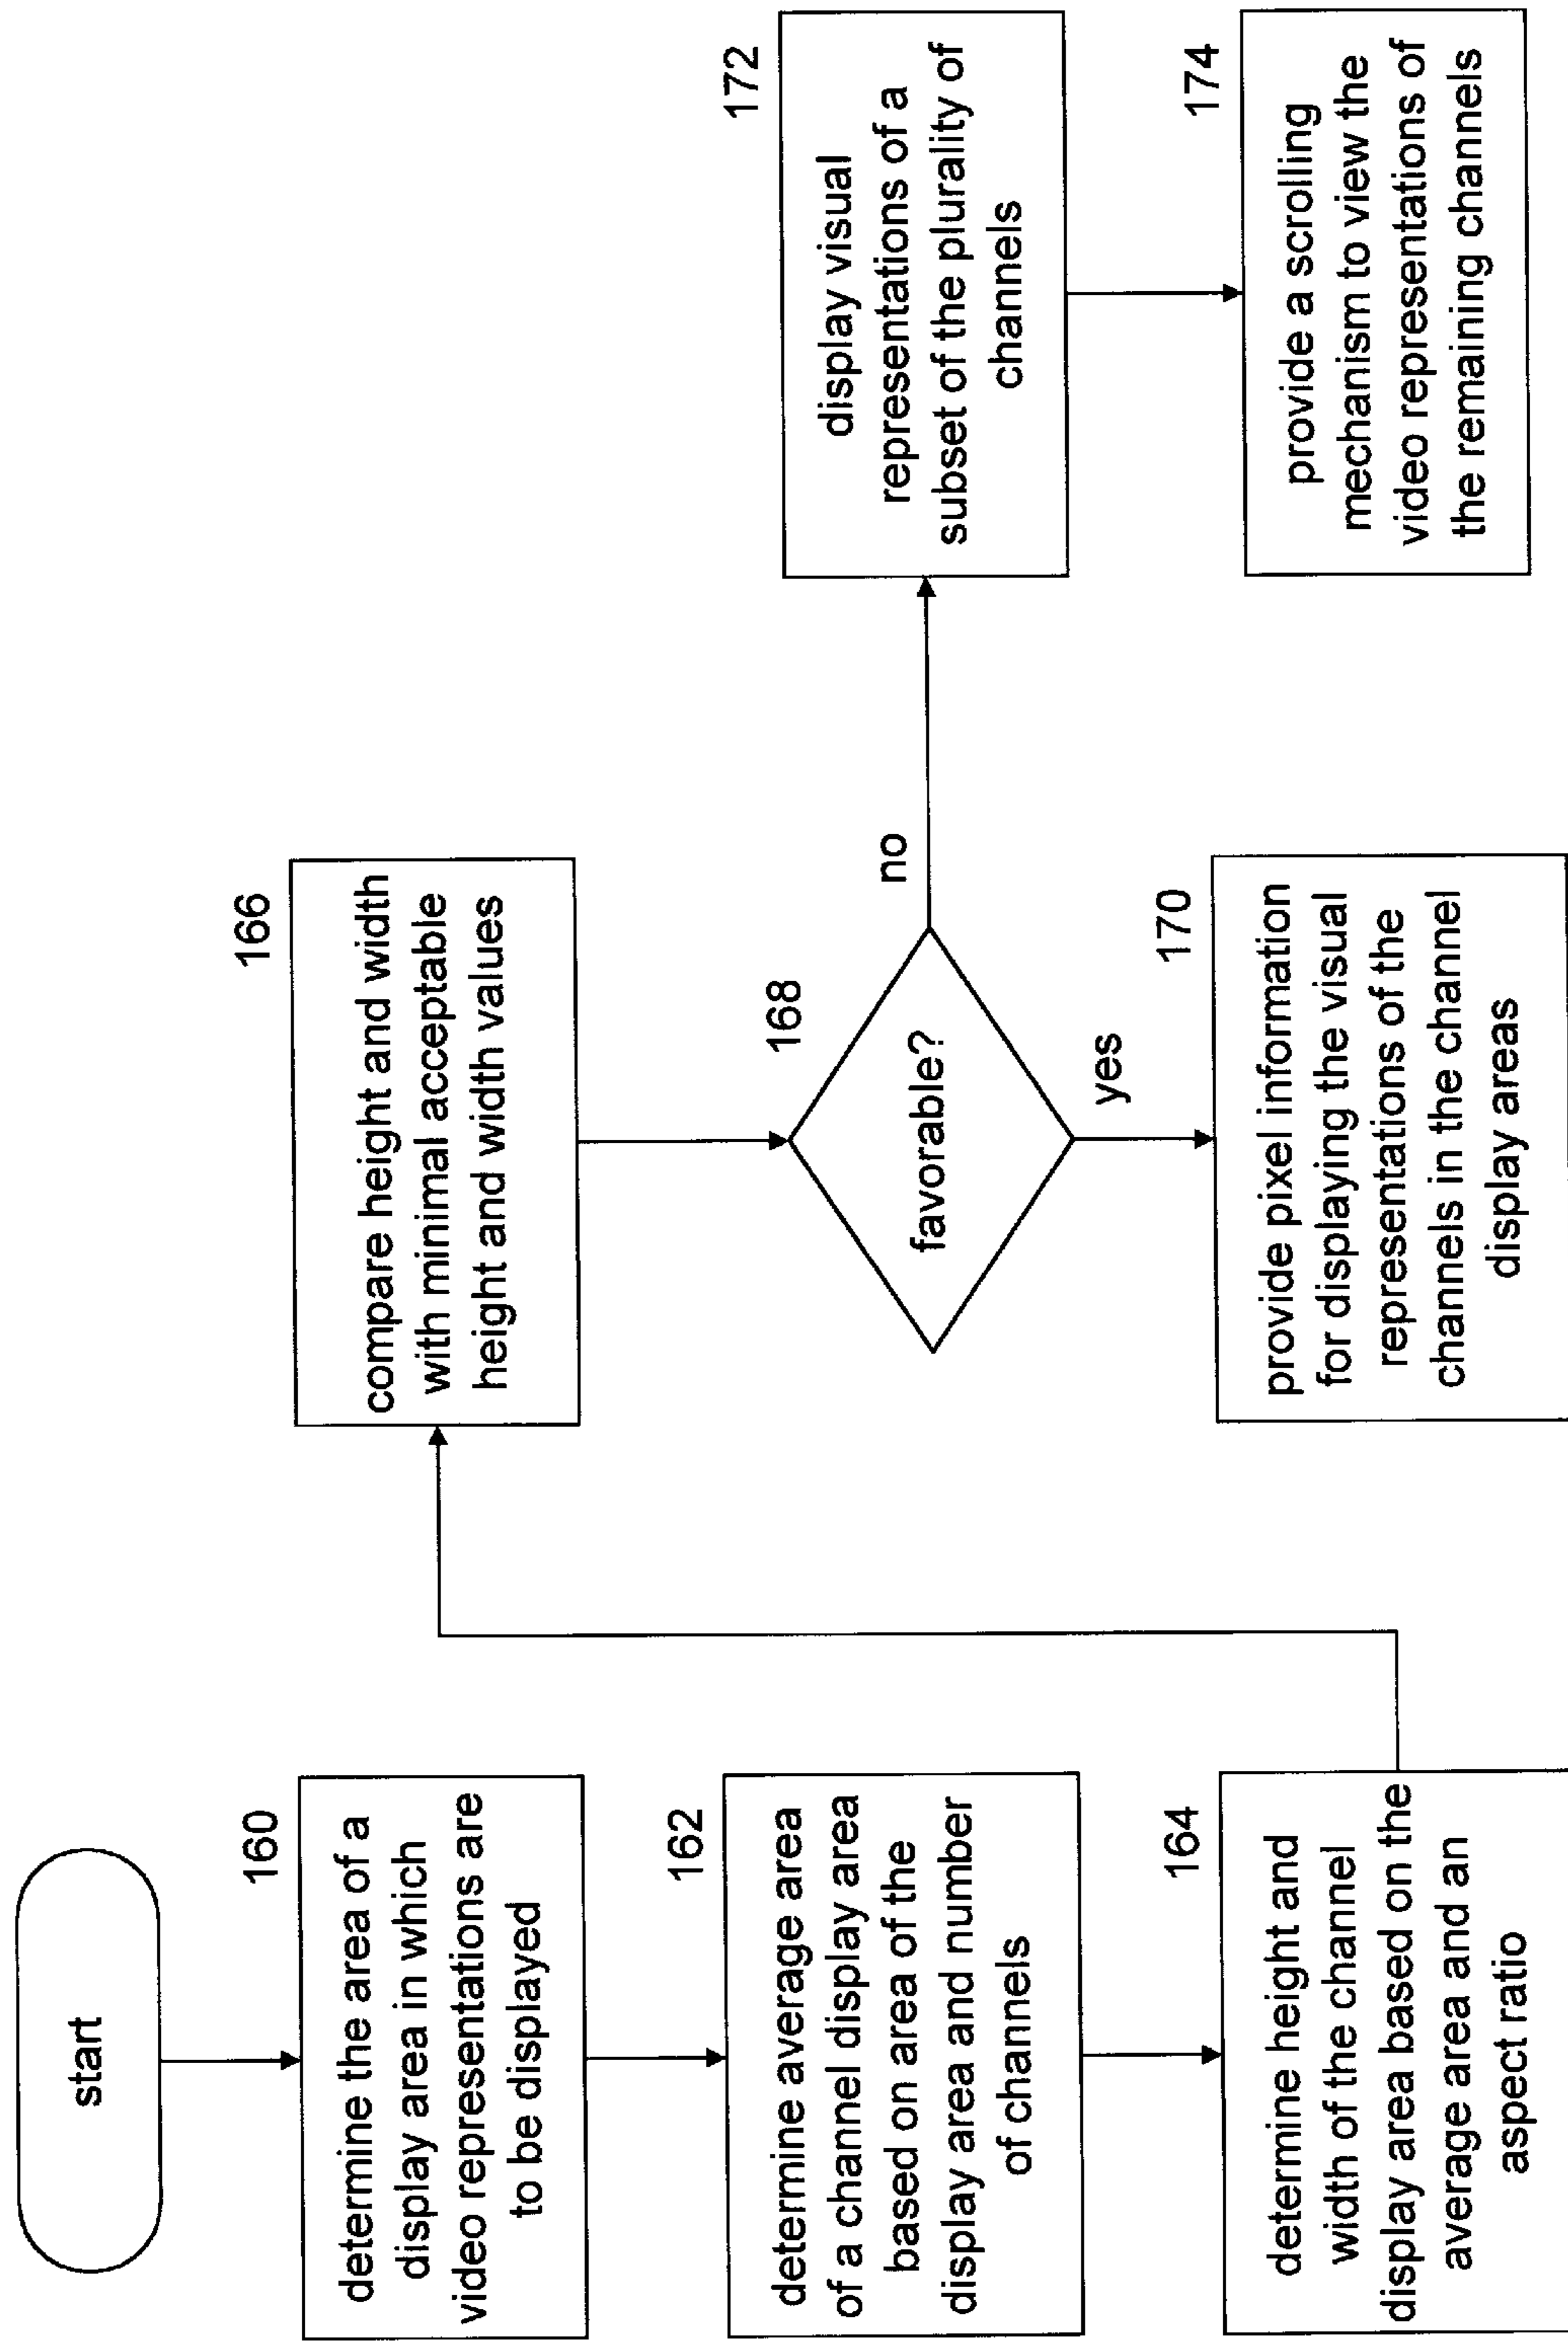 start
160
determine the area of a
display area in which
video representations are
to be displayed
162
determine average area
of a channel display area
based on area of the
display area and number
of channels
164
determine height and
width of the channel
display area based on the
average area and an
aspect ratio
166
compare height and width
with minimal acceptable
height and width values
168
favorable?
no
yes
170
provide pixel information
for displaying the visual
representations of the
channels in the channel
display areas
172
display visual
representations of a
subset of the plurality of
channels
174
provide a scrolling
mechanism to view the
video representations of
the remaining channels